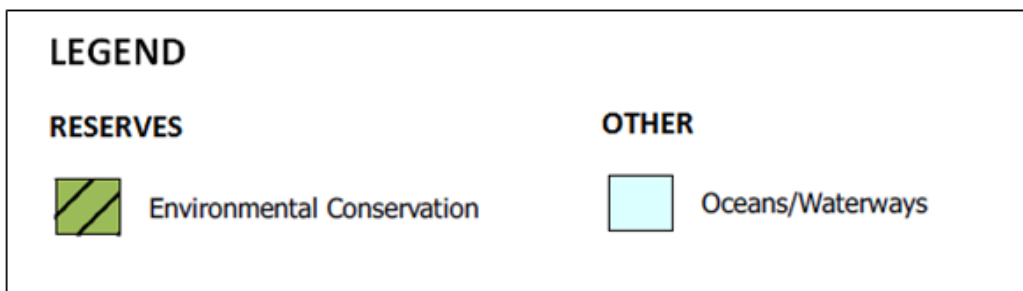 LEGEND
RESERVES
Environmental Conservation
OTHER
Oceans/Waterways